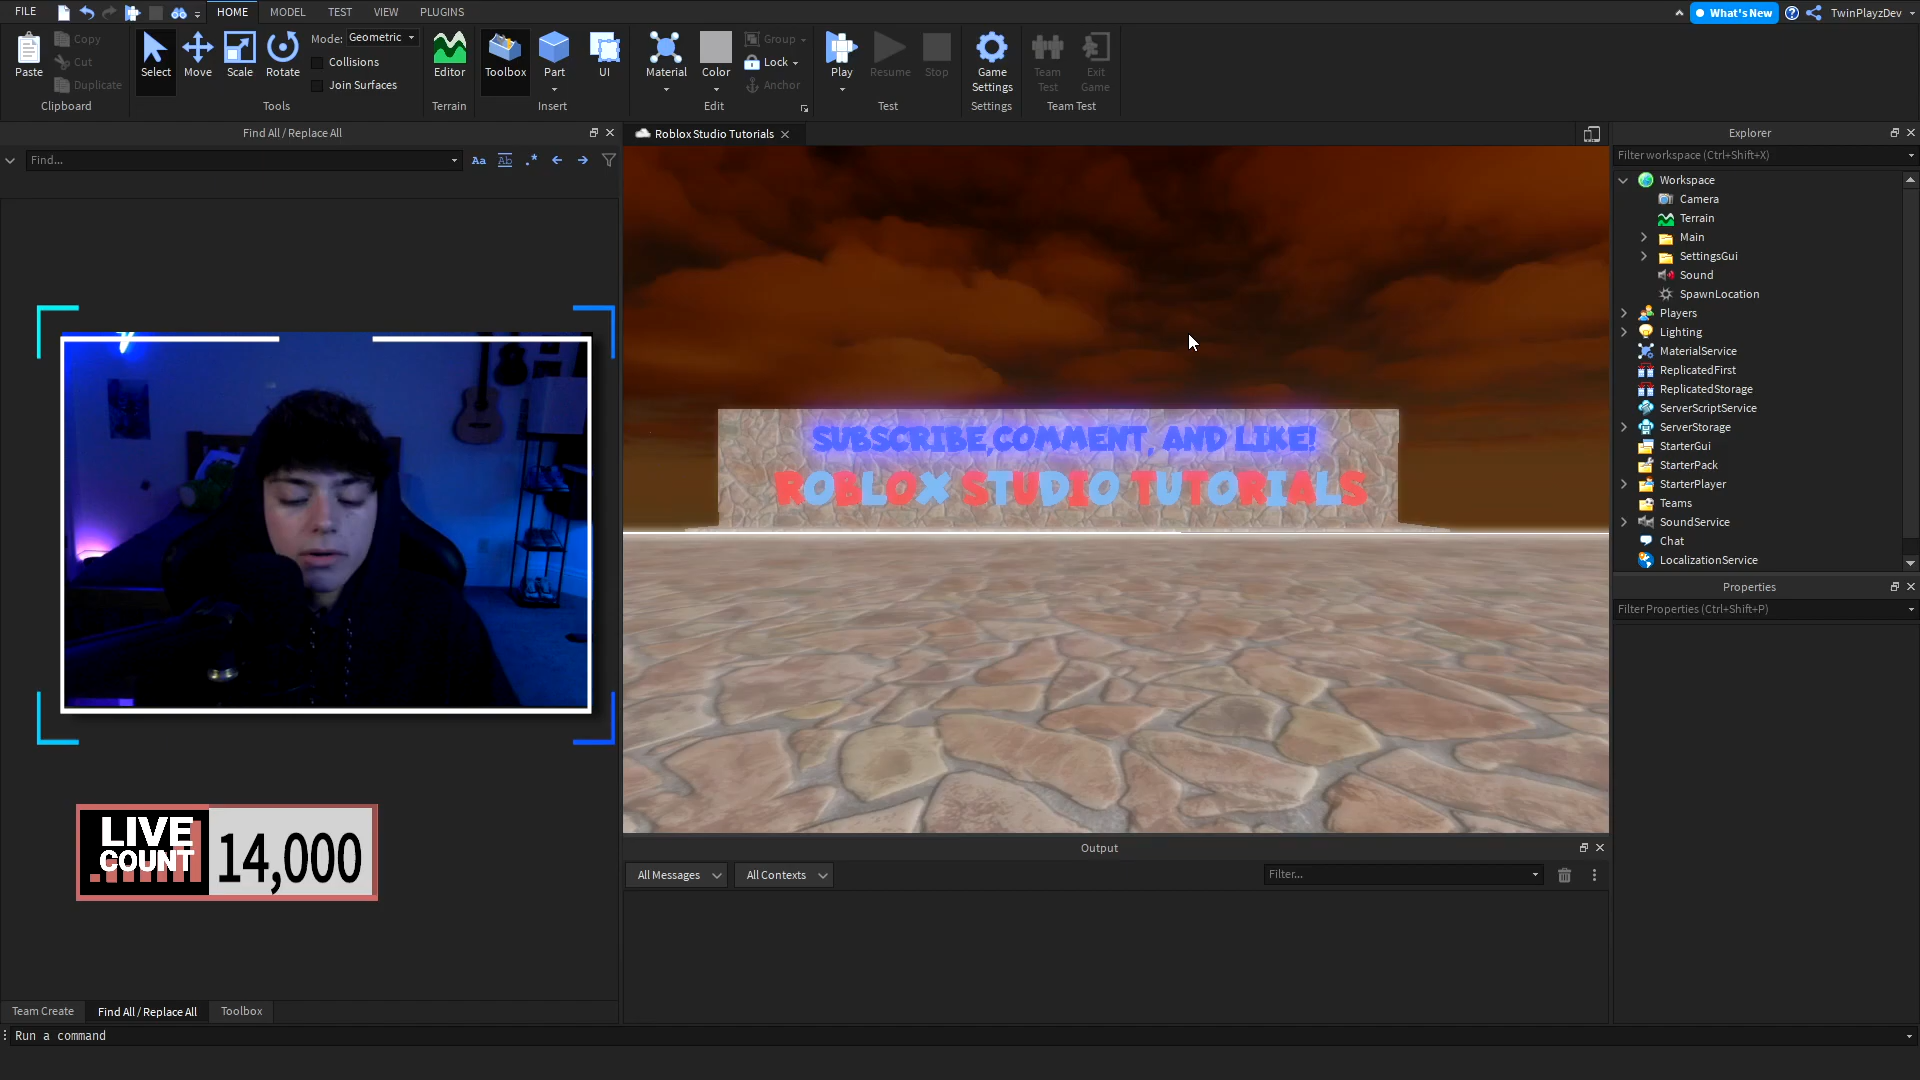 FILE
HOME
MODEL
TEST
VIEW
PLUGINS
What's New
TwinPlayzDev
Paste
Copy
Cut
Duplicate
Clipboard
Select
Move
Scale
Rotate
Mode: Geometric
Collisions
Join Surfaces
Tools
Editor
Terrain
Toolbox
Part
UI
Insert
Material
Color
Group
Lock
Anchor
Edit
Play
Resume
Stop
Test
Game
Settings
Settings
Team
Test
Exit
Game
Team Test
Find All / Replace All
Find...
Aa
Ab
.*
Roblox Studio Tutorials
SUBSCRIBE,COMMENT, AND LIKE!
ROBLOX STUDIO TUTORIALS
LIVE
COUNT
14,000
Output
All Messages
All Contexts
Filter...
Explorer
Filter workspace (Ctrl+Shift+X)
Workspace
Camera
Terrain
Main
SettingsGui
Sound
SpawnLocation
Players
Lighting
MaterialService
ReplicatedFirst
ReplicatedStorage
ServerScriptService
ServerStorage
StarterGui
StarterPack
StarterPlayer
Teams
SoundService
Chat
LocalizationService
Properties
Filter Properties (Ctrl+Shift+P)
Team Create
Find All / Replace All
Toolbox
Run a command